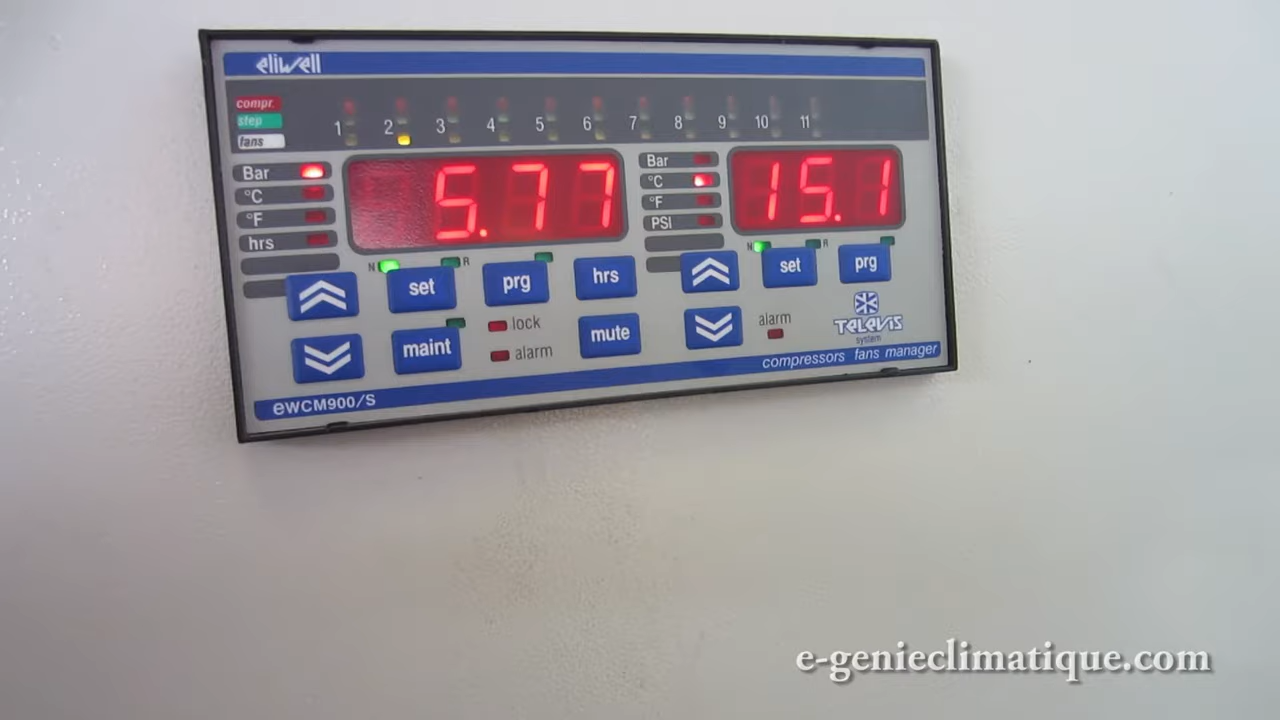 eliwell
compr.
step
fans
1 2 3 4 5 6 7 8 9 10 11
Bar
°C
°F
hrs
5.77
Bar
°C
°F
PSI
15.1
N R
set
prg
hrs
N R
set
prg
maint
lock
alarm
mute
alarm
TELEVIS
system
compressors fans manager
eWCM900/S
e-genieclimatique.com